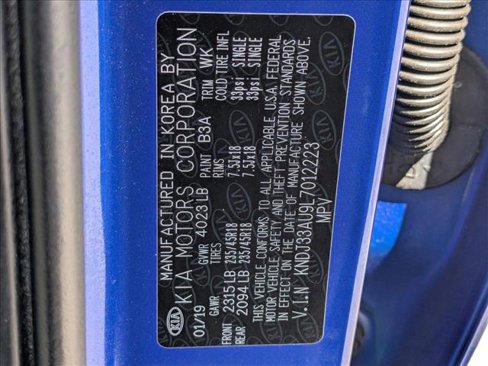 MANUFACTURED IN KOREA BY
KIA MOTORS CORPORATION
KIA
01/19 GVWR 4023 LB PAINT B3A TRIM WK
GAWR TIRES RIMS COLD TIRE INFL
FRONT 2315 LB 235/45R18 7.5Jx18 33psi SINGLE
REAR 2094 LB 235/45R18 7.5Jx18 33psi SINGLE
THIS VEHICLE CONFORMS TO ALL APPLICABLE U.S.A. FEDERAL
MOTOR VEHICLE SAFETY AND THEFT PREVENTION STANDARDS
IN EFFECT ON THE DATE OF MANUFACTURE SHOWN ABOVE.
V.I.N KNDJ33AU9L7012223
MPV